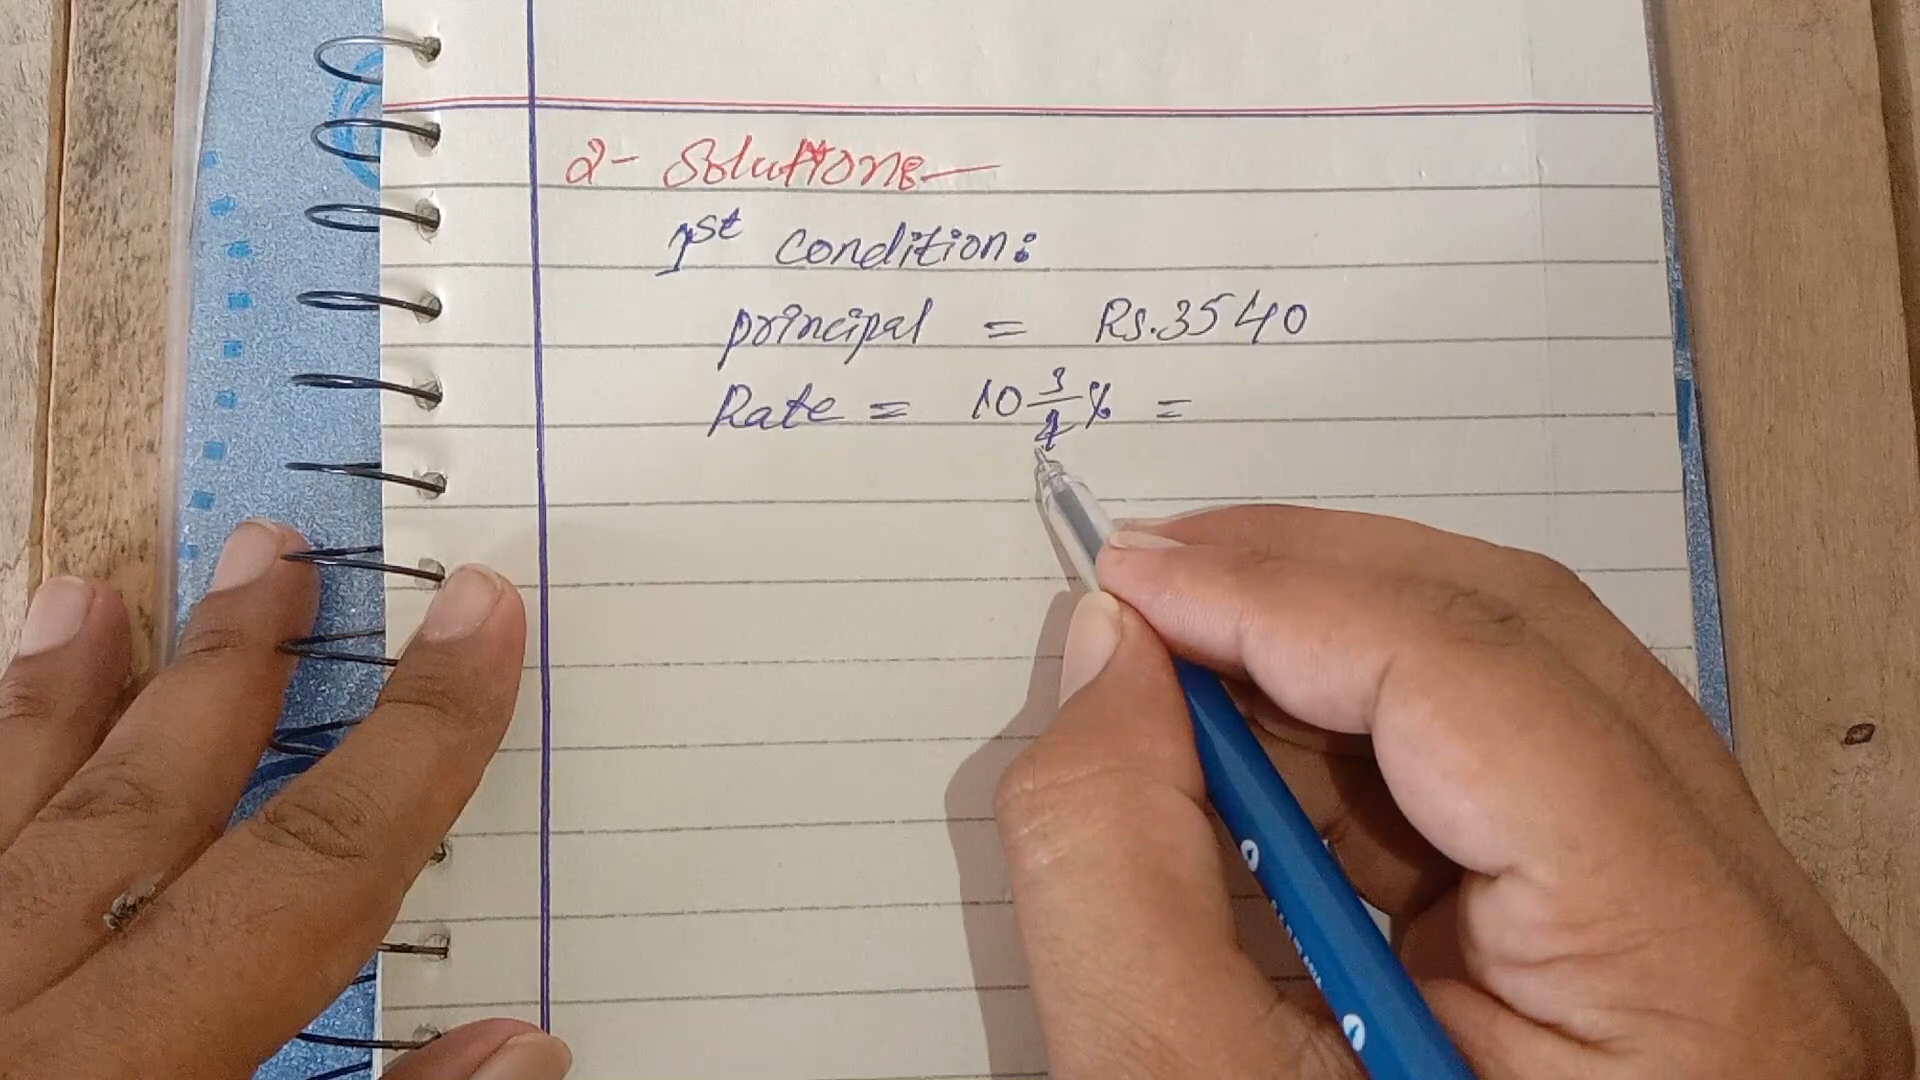 2- Solutions—
1st Condition:
principal = Rs.3540
Rate = 10 3/4 % =